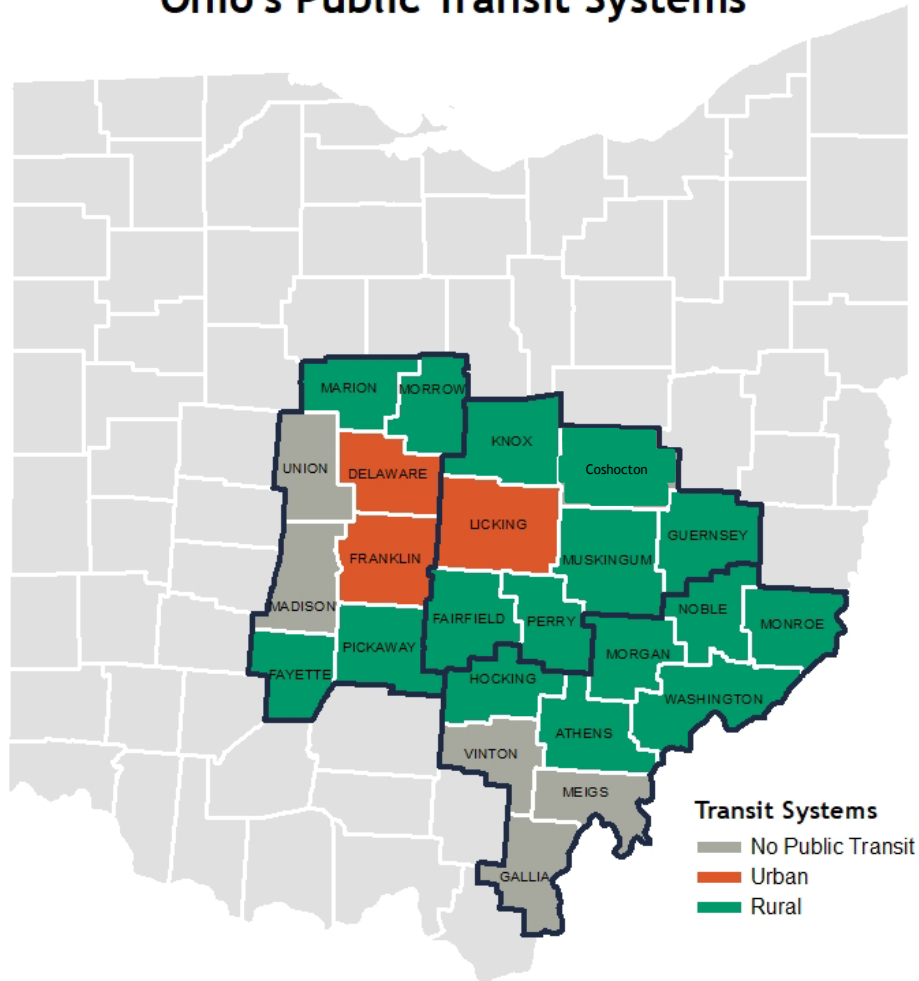 Ohio's Public Transit Systems
MARION
MORROW
KNOX
UNION
DELAWARE
Coshocton
LICKING
GUERNSEY
FRANKLIN
MUSKINGUM
MADISON
FAIRFIELD
PERRY
NOBLE
MONROE
PICKAWAY
MORGAN
FAYETTE
HOCKING
WASHINGTON
ATHENS
VINTON
MEIGS
GALLIA
Transit Systems
No Public Transit
Urban
Rural